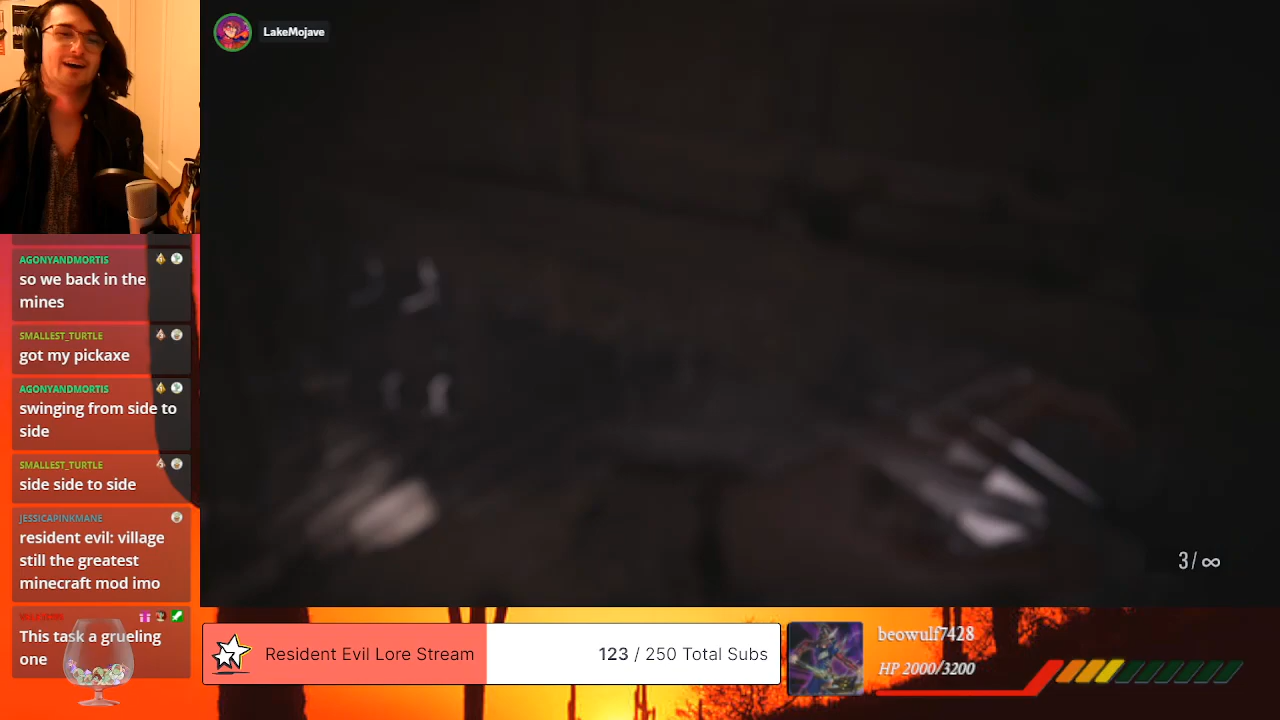 LakeMojave
AGONYANDMORTIS
so we back in the
mines
SMALLEST_TURTLE
got my pickaxe
AGONYANDMORTIS
swinging from side to
side
SMALLEST_TURTLE
side side to side
JESSICAPINKMANE
resident evil: village
still the greatest
minecraft mod imo
This task a grueling
one
3/∞
Resident Evil Lore Stream
123 / 250 Total Subs
beowulf7428
HP 2000/3200